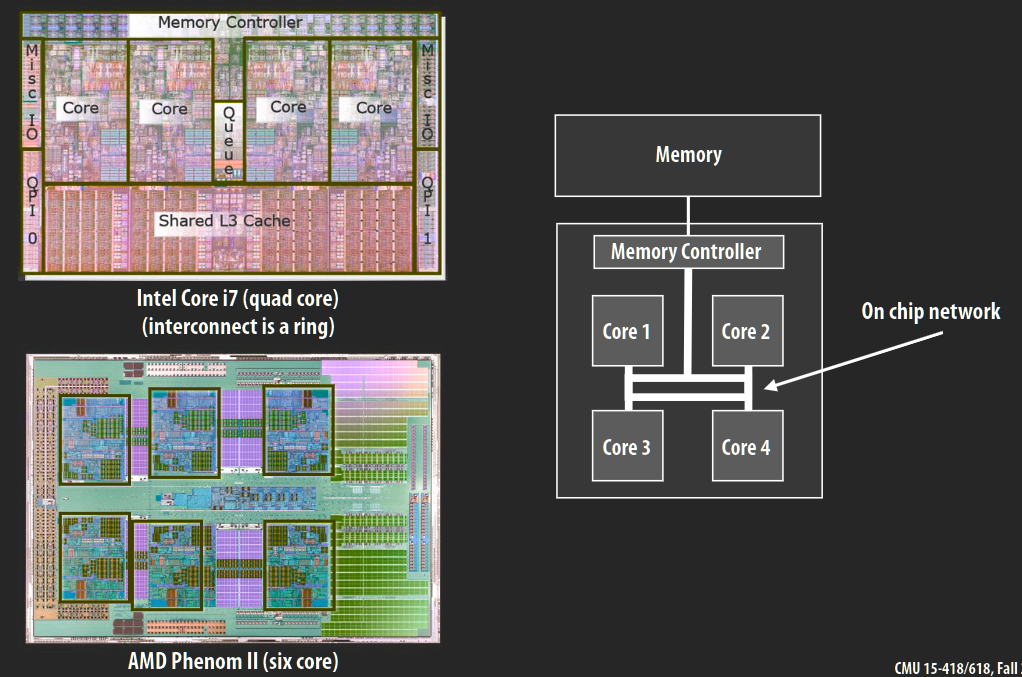 Memory Controller
Misc IO
Core
Core
Queue
Core
Core
Misc IO
QPI 0
Shared L3 Cache
QPI 1
Intel Core i7 (quad core)
(interconnect is a ring)
AMD Phenom II (six core)
Memory
Memory Controller
Core 1
Core 2
On chip network
Core 3
Core 4
CMU 15-418/618, Fall